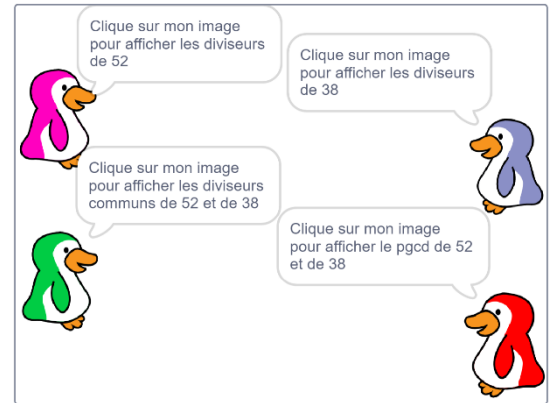 Clique sur mon image
pour afficher les diviseurs
de 52
Clique sur mon image
pour afficher les diviseurs
de 38
Clique sur mon image
pour afficher les diviseurs
communs de 52 et de 38
Clique sur mon image
pour afficher le pgcd de 52
et de 38